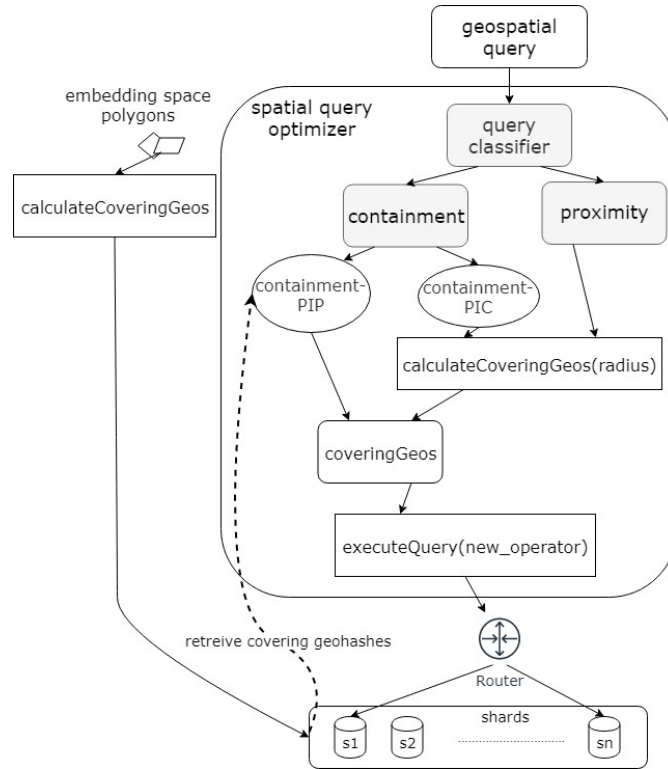 geospatial
query
embedding space
polygons
spatial query
optimizer
query
classifier
calculateCoveringGeos
containment
proximity
containment-
PIP
containment-
PIC
calculateCoveringGeos(radius)
coveringGeos
executeQuery(new_operator)
retreive covering geohashes
Router
shards
s1
s2
sn